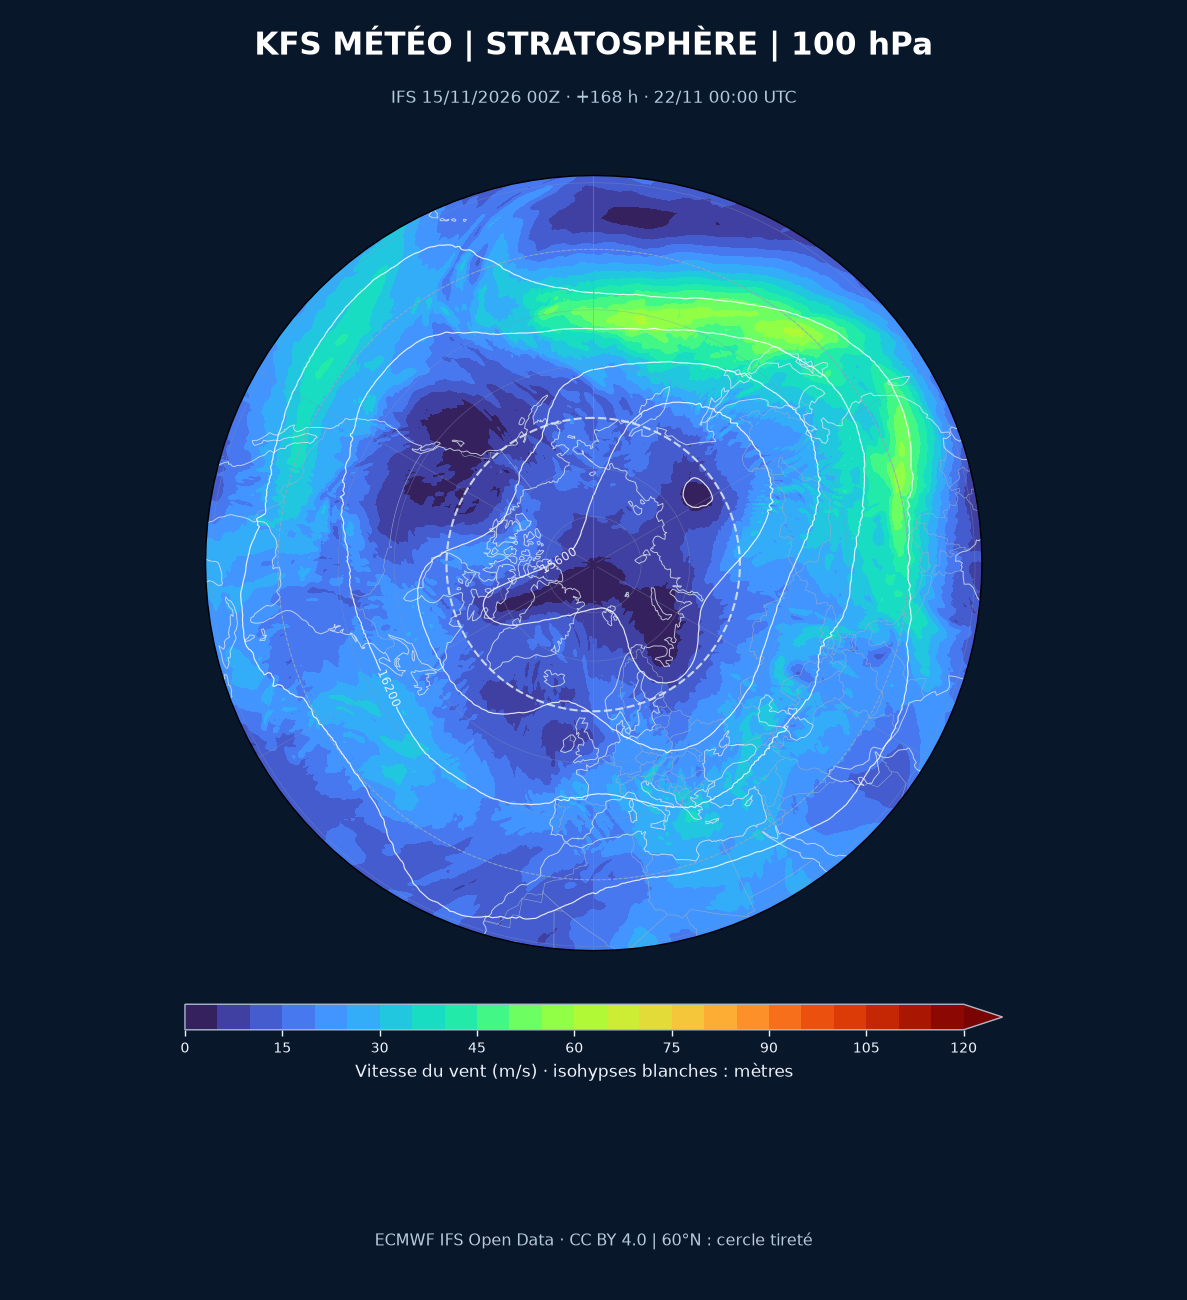 KFS MÉTÉO | STRATOSPHÈRE | 100 hPa
IFS 15/11/2026 00Z · +168 h · 22/11 00:00 UTC
16200
0 15 30 45 60 75 90 105 120
Vitesse du vent (m/s) · isohypses blanches : mètres
ECMWF IFS Open Data · CC BY 4.0 | 60°N : cercle tireté